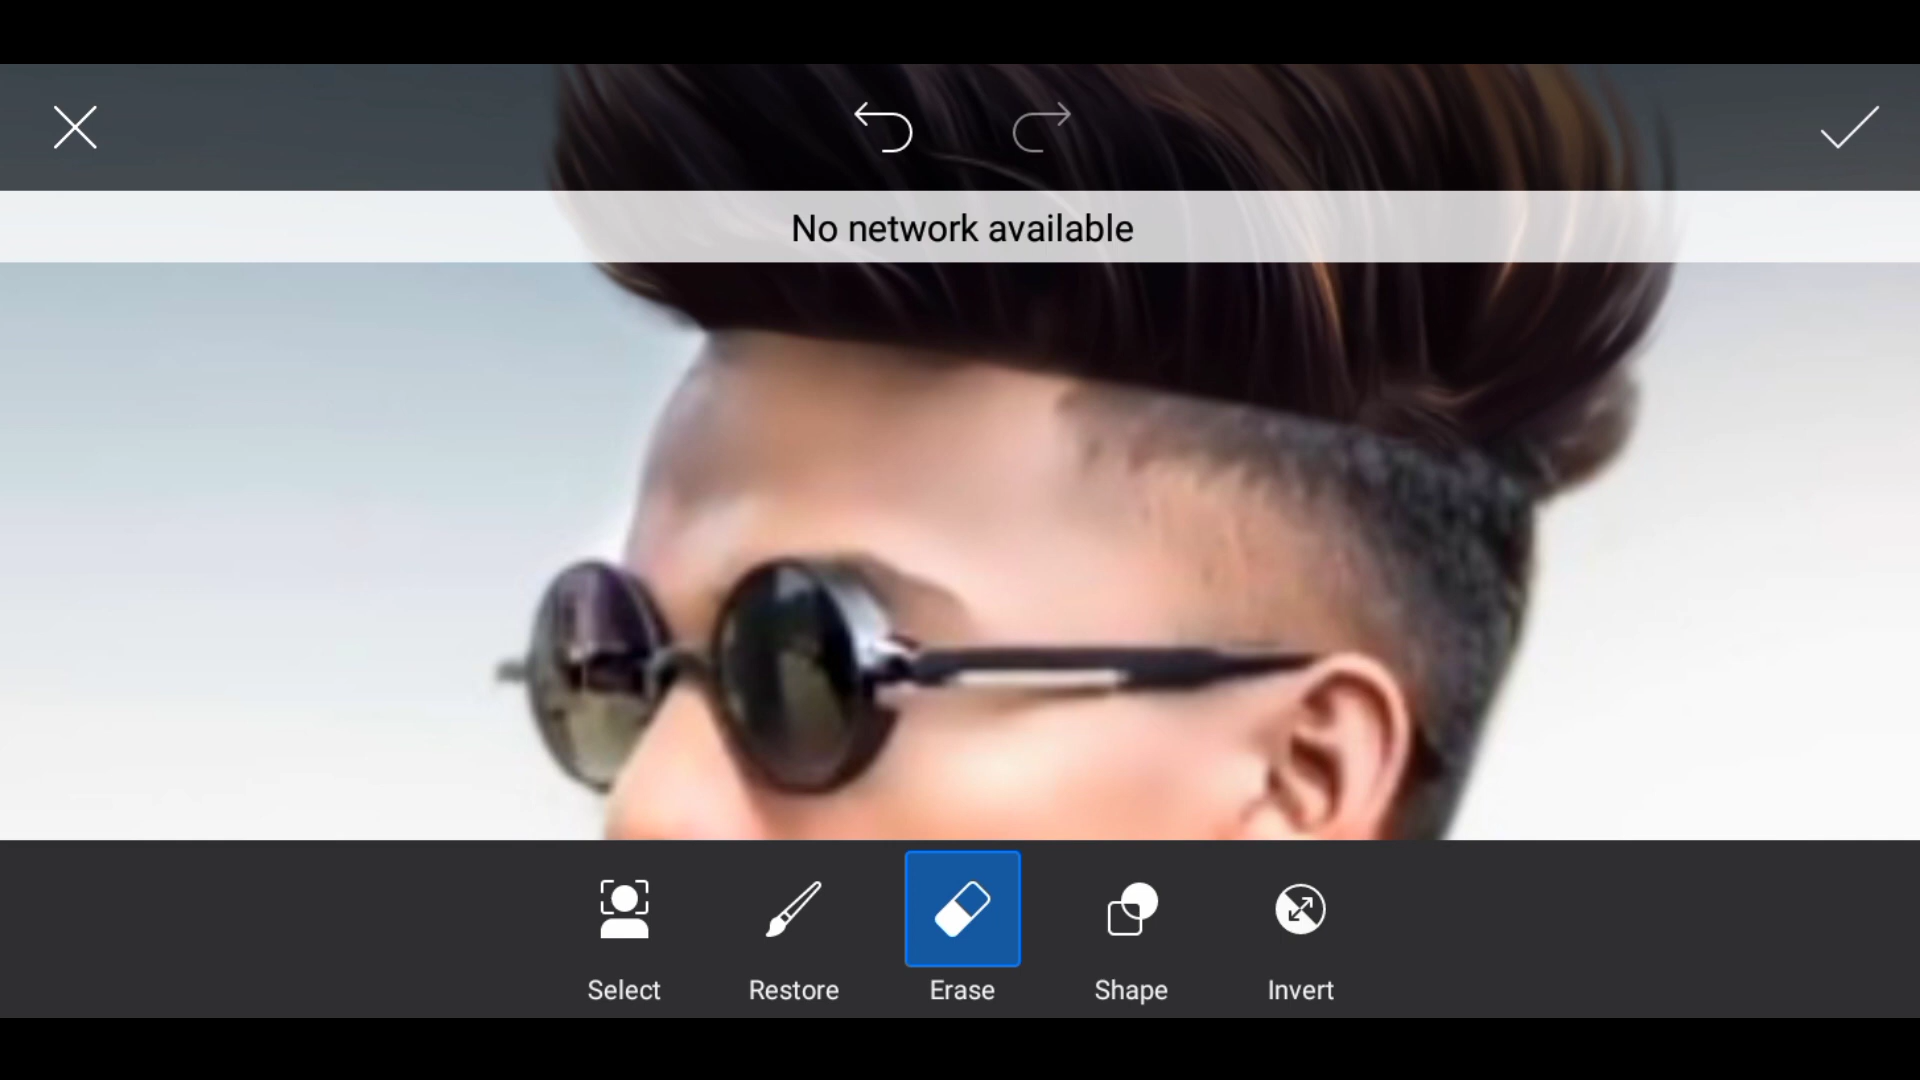 No network available
Select
Restore
Erase
Shape
Invert